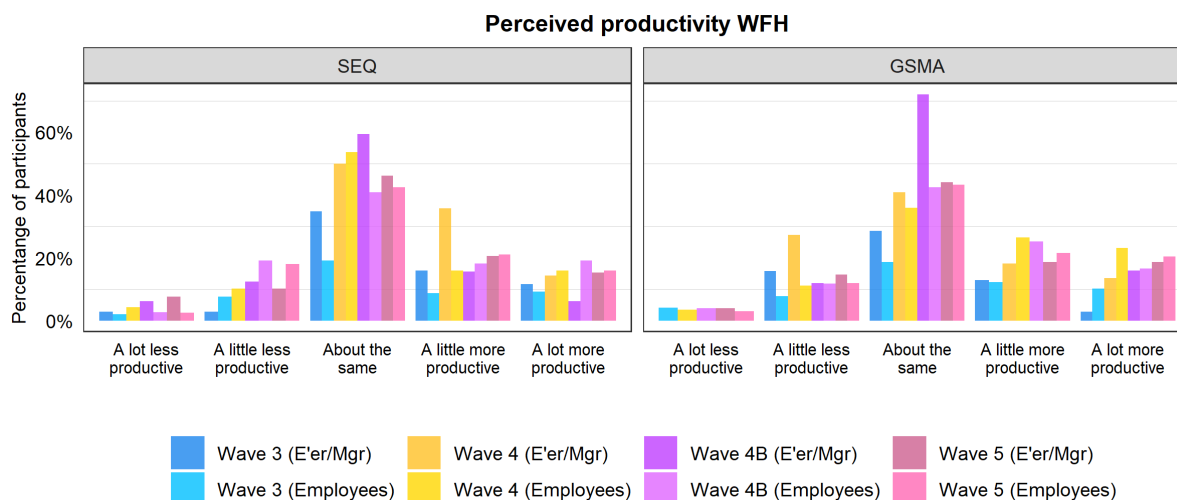 Perceived productivity WFH
SEQ
GSMA
Percentange of participants
60%
40%
20%
0%
A lot less
productive
A little less
productive
About the
same
A little more
productive
A lot more
productive
A lot less
productive
A little less
productive
About the
same
A little more
productive
A lot more
productive
Wave 3 (E'er/Mgr)
Wave 4 (E'er/Mgr)
Wave 4B (E'er/Mgr)
Wave 5 (E'er/Mgr)
Wave 3 (Employees)
Wave 4 (Employees)
Wave 4B (Employees)
Wave 5 (Employees)